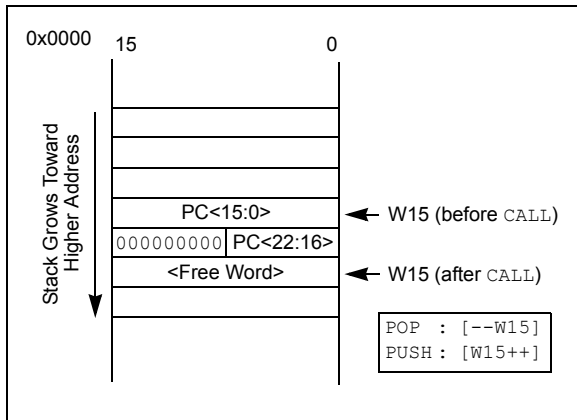 0x0000
15 0
Stack Grows Toward
Higher Address
PC<15:0>
W15 (before CALL)
000000000 PC<22:16>
<Free Word>
W15 (after CALL)
POP : [--W15]
PUSH : [W15++]